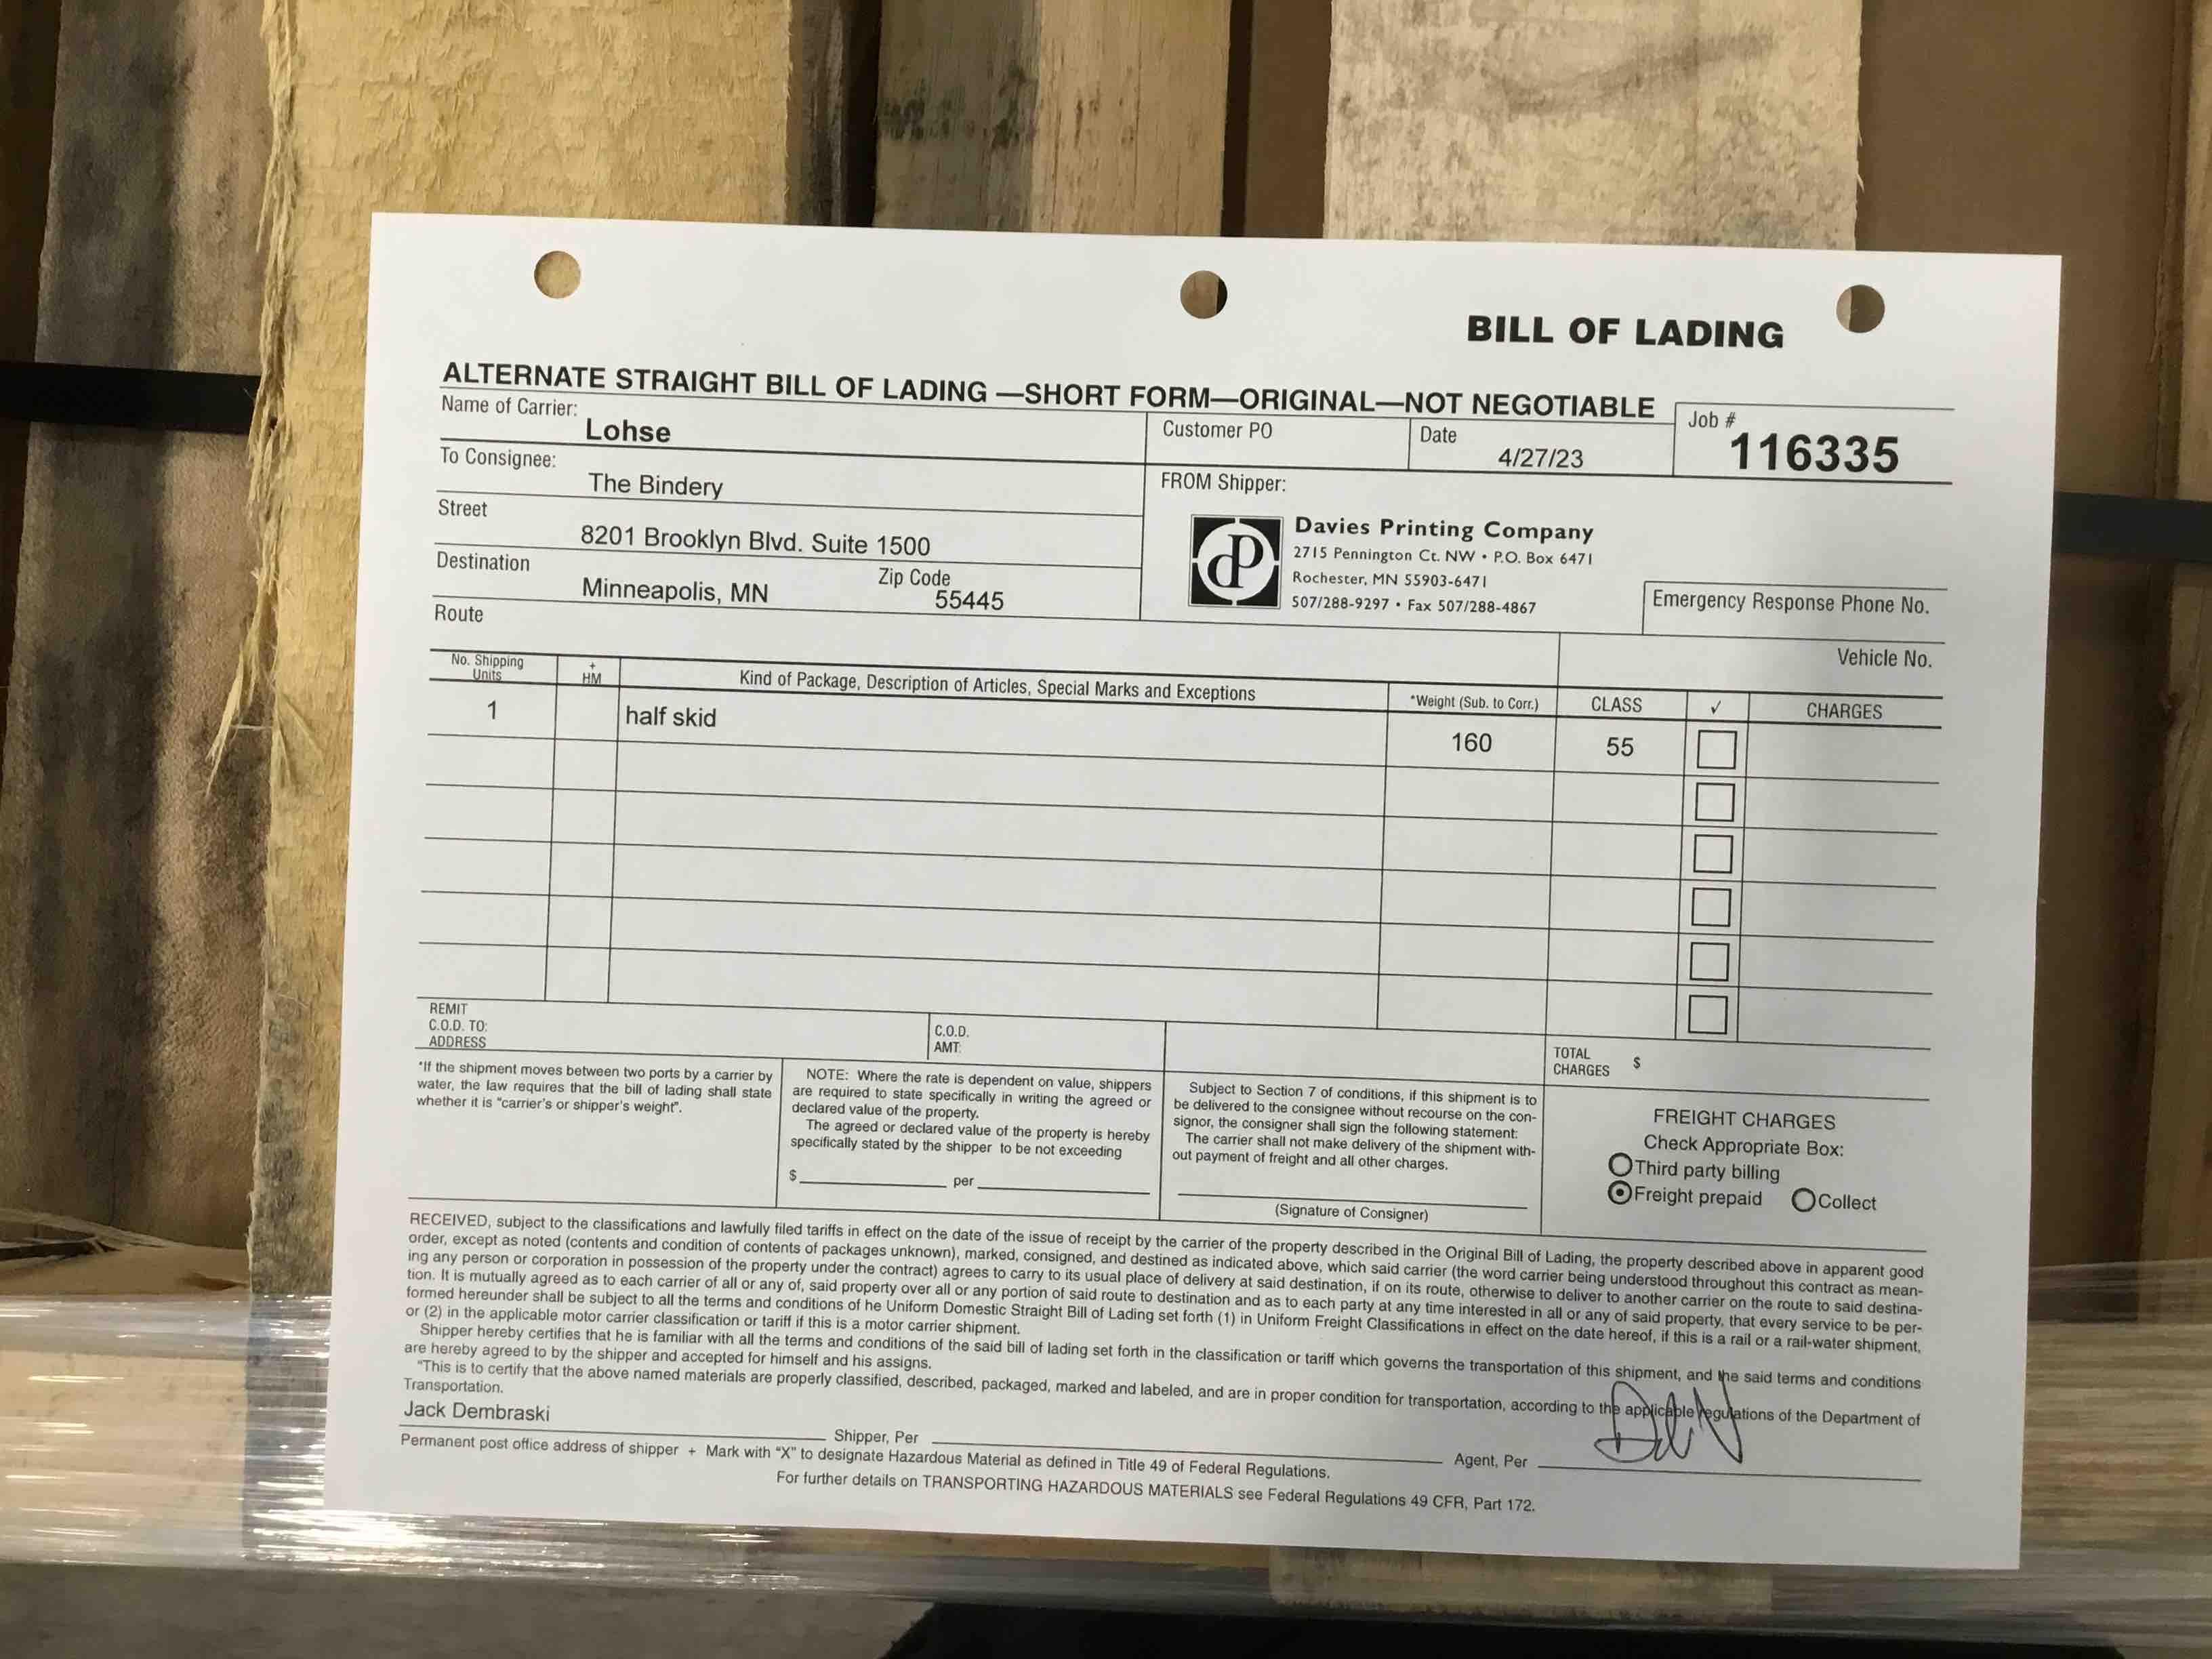 BILL OF LADING
ALTERNATE STRAIGHT BILL OF LADING —SHORT FORM—ORIGINAL—NOT NEGOTIABLE
Name of Carrier:
Lohse
Customer PO
Date
4/27/23
Job #
116335
To Consignee:
The Bindery
Street
8201 Brooklyn Blvd. Suite 1500
Destination
Minneapolis, MN
Zip Code
55445
Route
FROM Shipper:
dP
Davies Printing Company
2715 Pennington Ct. NW • P.O. Box 6471
Rochester, MN 55903-6471
507/288-9297 • Fax 507/288-4867
Emergency Response Phone No.
Vehicle No.
No. Shipping
Units
+
HM
Kind of Package, Description of Articles, Special Marks and Exceptions
*Weight (Sub. to Corr.)
CLASS
✓
CHARGES
1
half skid
160
55
REMIT
C.O.D. TO:
ADDRESS
C.O.D.
AMT:
TOTAL
CHARGES
$
*If the shipment moves between two ports by a carrier by
water, the law requires that the bill of lading shall state
whether it is "carrier's or shipper's weight".
NOTE: Where the rate is dependent on value, shippers
are required to state specifically in writing the agreed or
declared value of the property.
The agreed or declared value of the property is hereby
specifically stated by the shipper to be not exceeding
$ per
Subject to Section 7 of conditions, if this shipment is to
be delivered to the consignee without recourse on the con-
signor, the consigner shall sign the following statement:
The carrier shall not make delivery of the shipment with-
out payment of freight and all other charges.
(Signature of Consigner)
FREIGHT CHARGES
Check Appropriate Box:
Third party billing
Freight prepaid
Collect
RECEIVED, subject to the classifications and lawfully filed tariffs in effect on the date of the issue of receipt by the carrier of the property described in the Original Bill of Lading, the property described above in apparent good
order, except as noted (contents and condition of contents of packages unknown), marked, consigned, and destined as indicated above, which said carrier (the word carrier being understood throughout this contract as mean-
ing any person or corporation in possession of the property under the contract) agrees to carry to its usual place of delivery at said destination, if on its route, otherwise to deliver to another carrier on the route to said destina-
tion. It is mutually agreed as to each carrier of all or any of, said property over all or any portion of said route to destination and as to each party at any time interested in all or any of said property, that every service to be per-
formed hereunder shall be subject to all the terms and conditions of he Uniform Domestic Straight Bill of Lading set forth (1) in Uniform Freight Classifications in effect on the date hereof, if this is a rail or a rail-water shipment,
or (2) in the applicable motor carrier classification or tariff if this is a motor carrier shipment.
Shipper hereby certifies that he is familiar with all the terms and conditions of the said bill of lading set forth in the classification or tariff which governs the transportation of this shipment, and the said terms and conditions
are hereby agreed to by the shipper and accepted for himself and his assigns.
"This is to certify that the above named materials are properly classified, described, packaged, marked and labeled, and are in proper condition for transportation, according to the applicable regulations of the Department of
Transportation.
Jack Dembraski
Shipper, Per
Agent, Per
Permanent post office address of shipper + Mark with “X” to designate Hazardous Material as defined in Title 49 of Federal Regulations.
For further details on TRANSPORTING HAZARDOUS MATERIALS see Federal Regulations 49 CFR, Part 172.